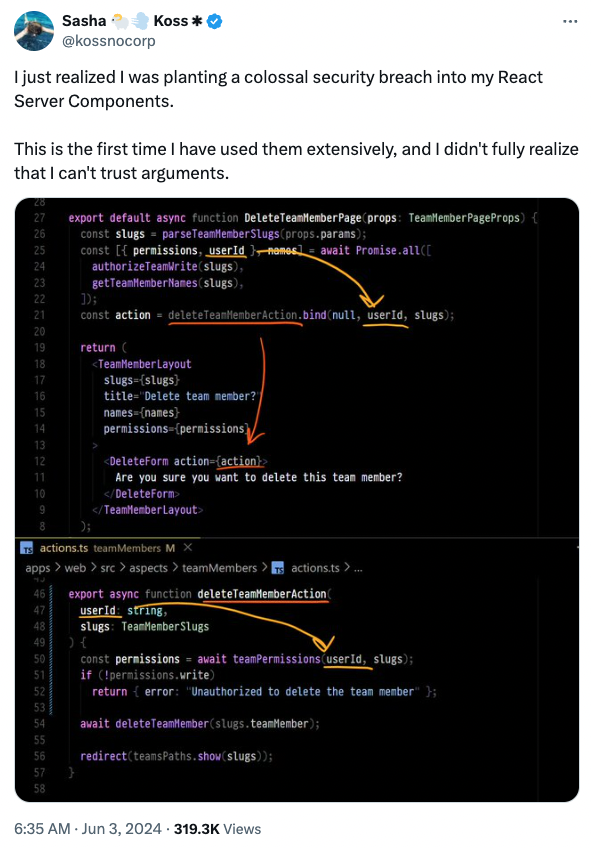 Sasha Koss
@kossnocorp
I just realized I was planting a colossal security breach into my React
Server Components.
This is the first time I have used them extensively, and I didn't fully realize
that I can't trust arguments.
28
27 export default async function DeleteTeamMemberPage(props: TeamMemberPageProps) {
26 const slugs = parseTeamMemberSlugs(props.params);
25 const [{ permissions, userId }, names] = await Promise.all([
24 authorizeTeamWrite(slugs),
23 getTeamMemberNames(slugs),
22 ]);
21 const action = deleteTeamMemberAction.bind(null, userId, slugs);
20
19 return (
18 <TeamMemberLayout
17 slugs={slugs}
16 title="Delete team member?"
15 names={names}
14 permissions={permissions}
13 >
12 <DeleteForm action={action}>
11 Are you sure you want to delete this team member?
10 </DeleteForm>
9 </TeamMemberLayout>
8 );
TS actions.ts teamMembers M ×
apps > web > src > aspects > teamMembers > TS actions.ts > ...
45
46 export async function deleteTeamMemberAction(
47 userId: string,
48 slugs: TeamMemberSlugs
49 ) {
50 const permissions = await teamPermissions(userId, slugs);
51 if (!permissions.write)
52 return { error: "Unauthorized to delete the team member" };
53
54 await deleteTeamMember(slugs.teamMember);
55
56 redirect(teamsPaths.show(slugs));
57 }
58
6:35 AM · Jun 3, 2024 · 319.3K Views